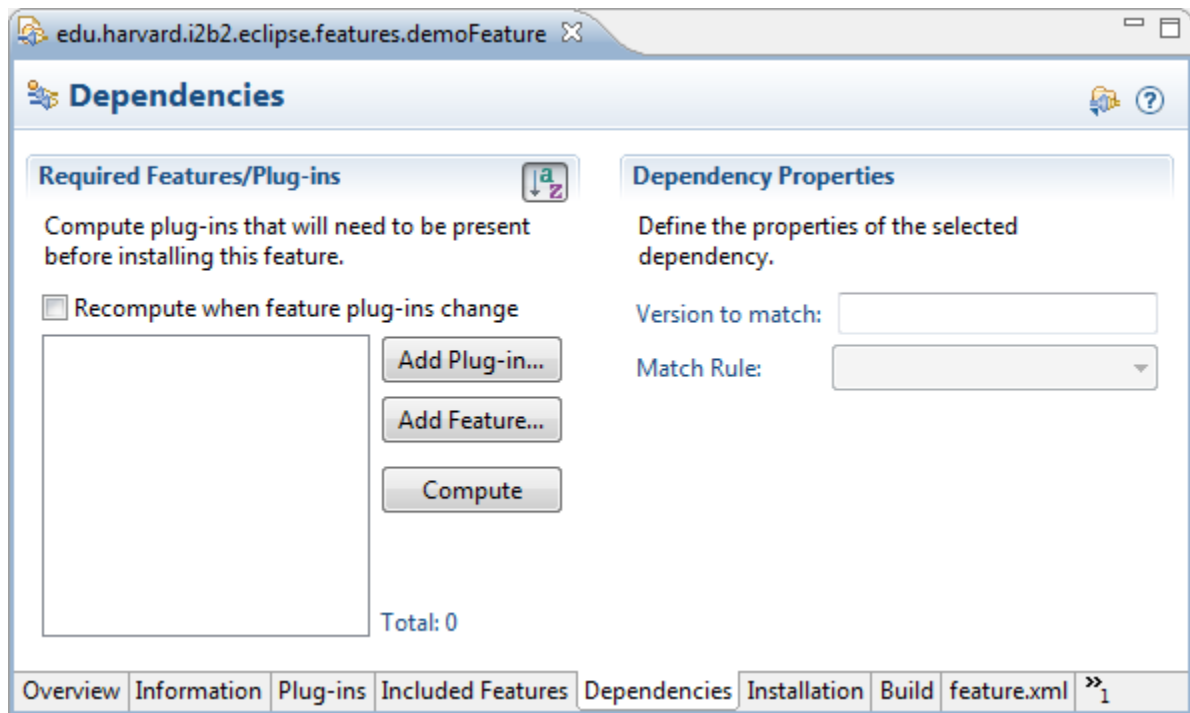 edu.harvard.i2b2.eclipse.features.demoFeature
Dependencies
Required Features/Plug-ins
Compute plug-ins that will need to be present
before installing this feature.
Recompute when feature plug-ins change
Add Plug-in...
Add Feature...
Compute
Total: 0
Dependency Properties
Define the properties of the selected
dependency.
Version to match:
Match Rule:
Overview Information Plug-ins Included Features Dependencies Installation Build feature.xml »1